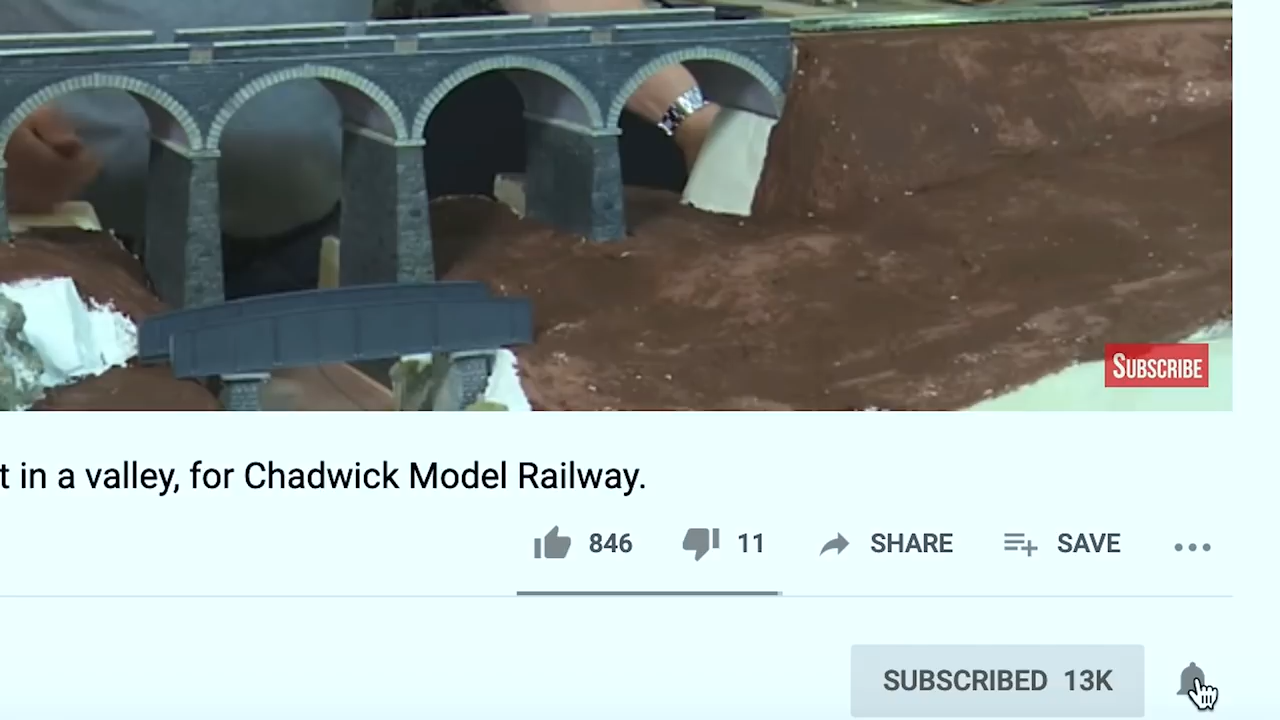 SUBSCRIBE
t in a valley, for Chadwick Model Railway.
846 11 SHARE SAVE
SUBSCRIBED 13K